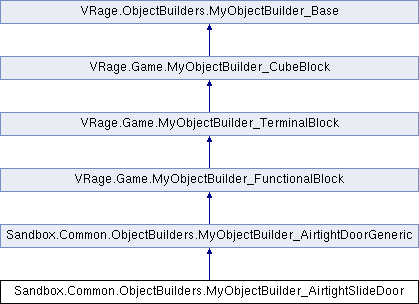 VRage.ObjectBuilders.MyObjectBuilder_Base
VRage.Game.MyObjectBuilder_CubeBlock
VRage.Game.MyObjectBuilder_TerminalBlock
VRage.Game.MyObjectBuilder_FunctionalBlock
Sandbox.Common.ObjectBuilders.MyObjectBuilder_AirtightDoorGeneric
Sandbox.Common.ObjectBuilders.MyObjectBuilder_AirtightSlideDoor